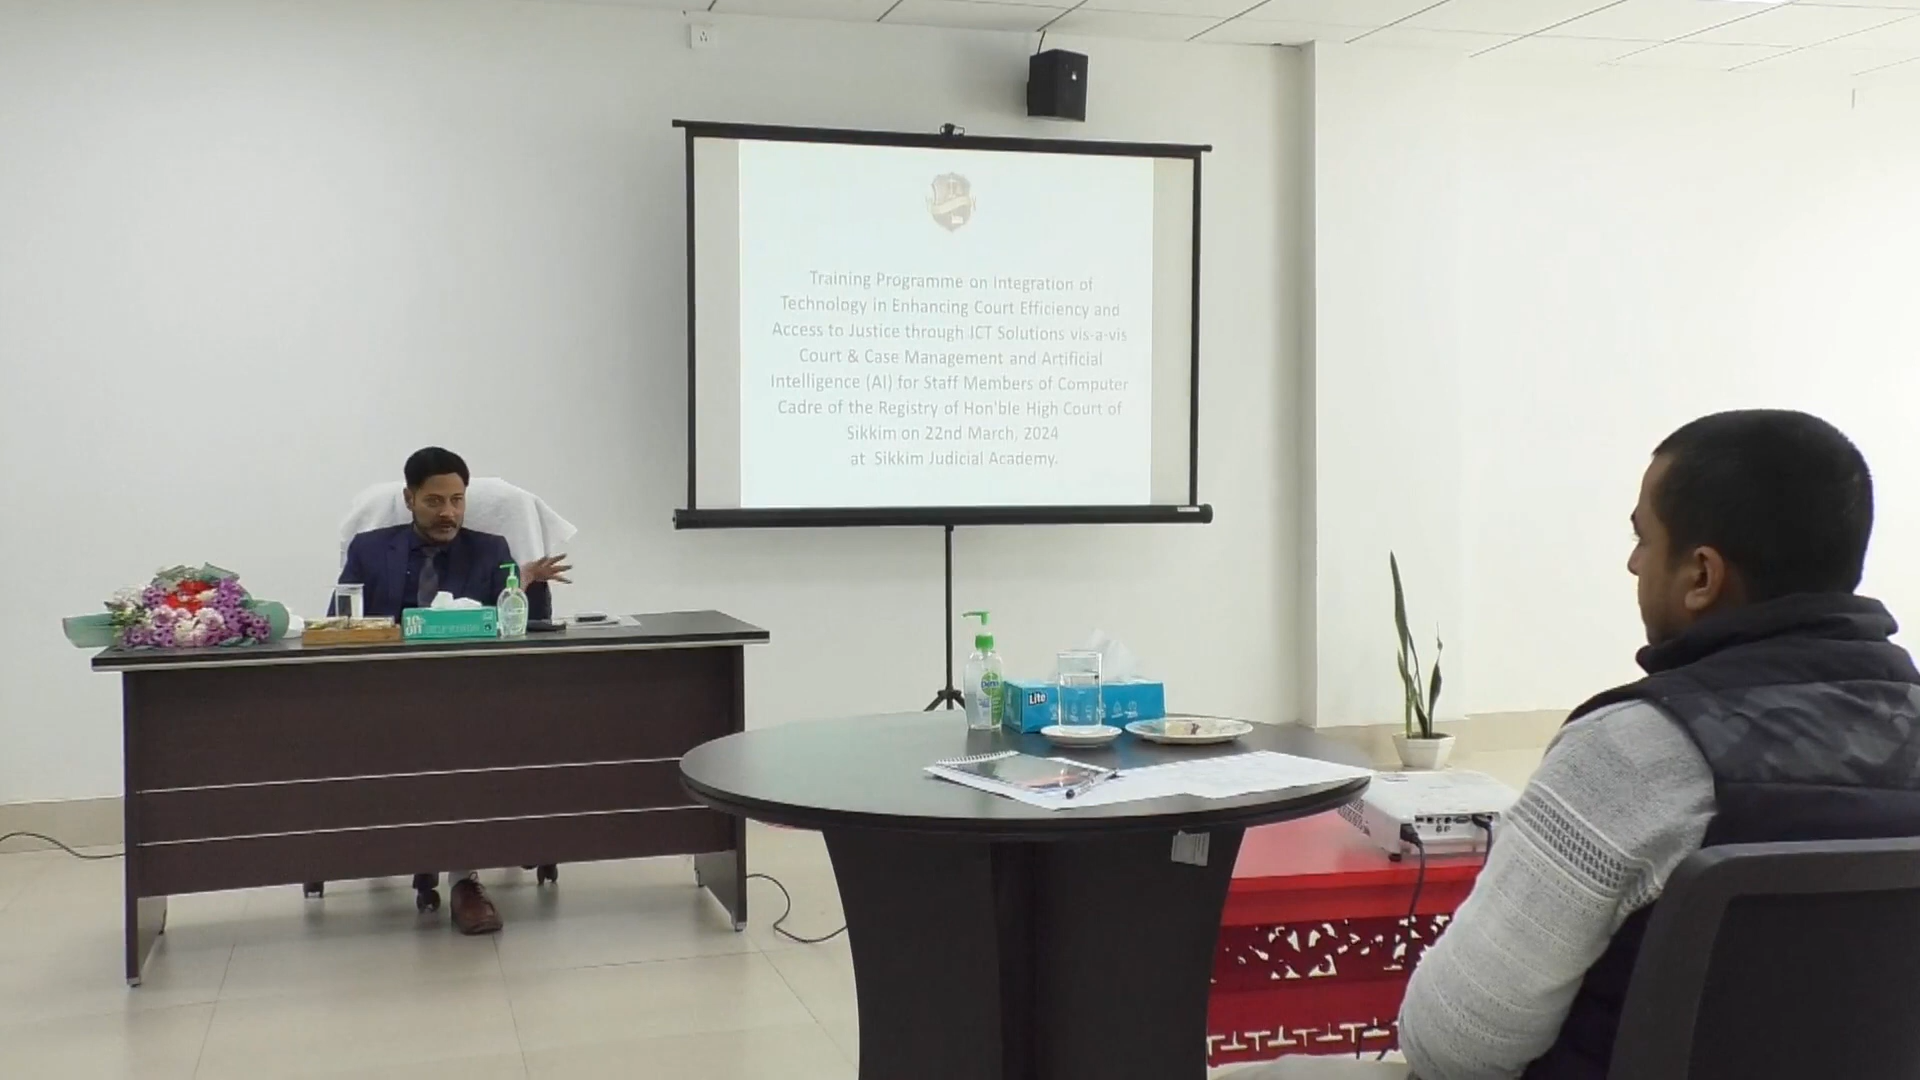 Training Programme on Integration of
Technology in Enhancing Court Efficiency and
Access to Justice through ICT Solutions vis-a-vis
Court & Case Management and Artificial
Intelligence (AI) for Staff Members of Computer
Cadre of the Registry of Hon'ble High Court of
Sikkim on 22nd March, 2024
at Sikkim Judicial Academy.
Lite